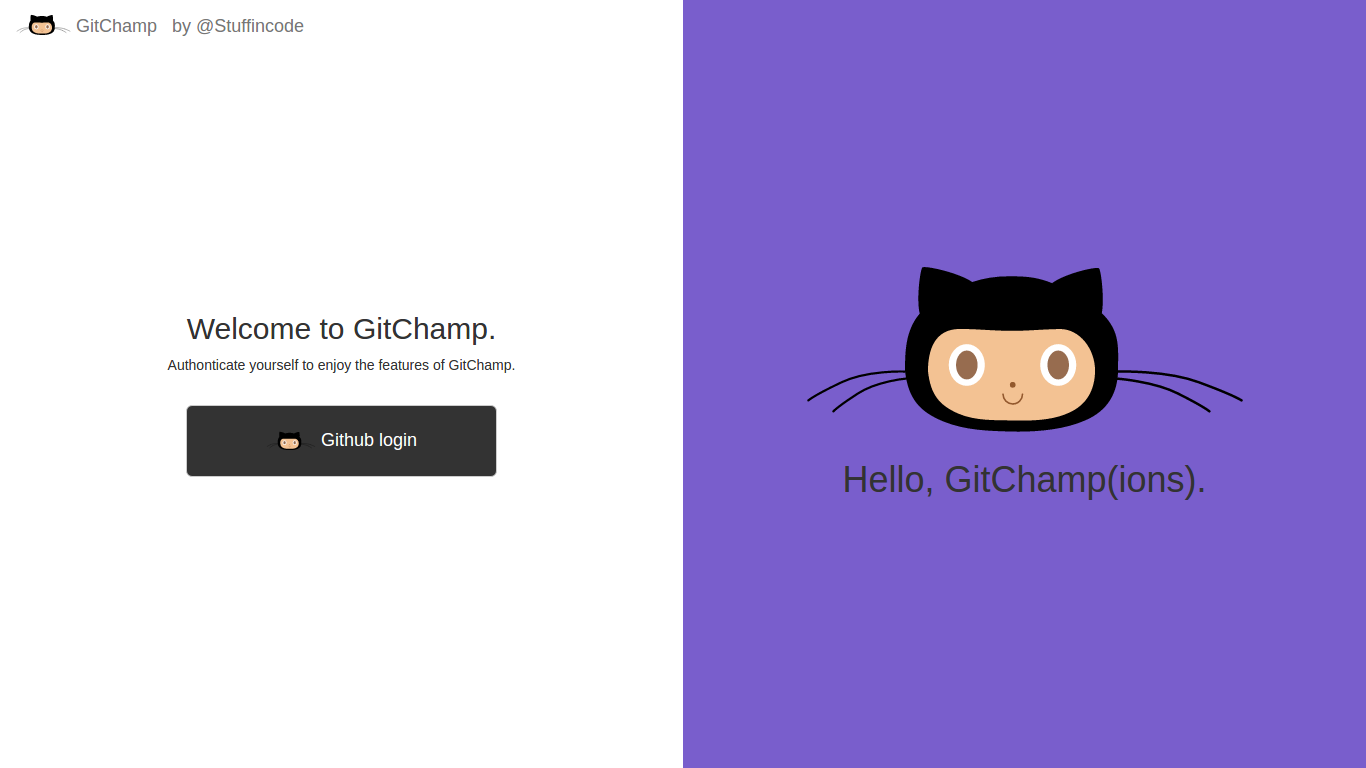 GitChamp by @Stuffincode
Welcome to GitChamp.
Authonticate yourself to enjoy the features of GitChamp.
Github login
Hello, GitChamp(ions).